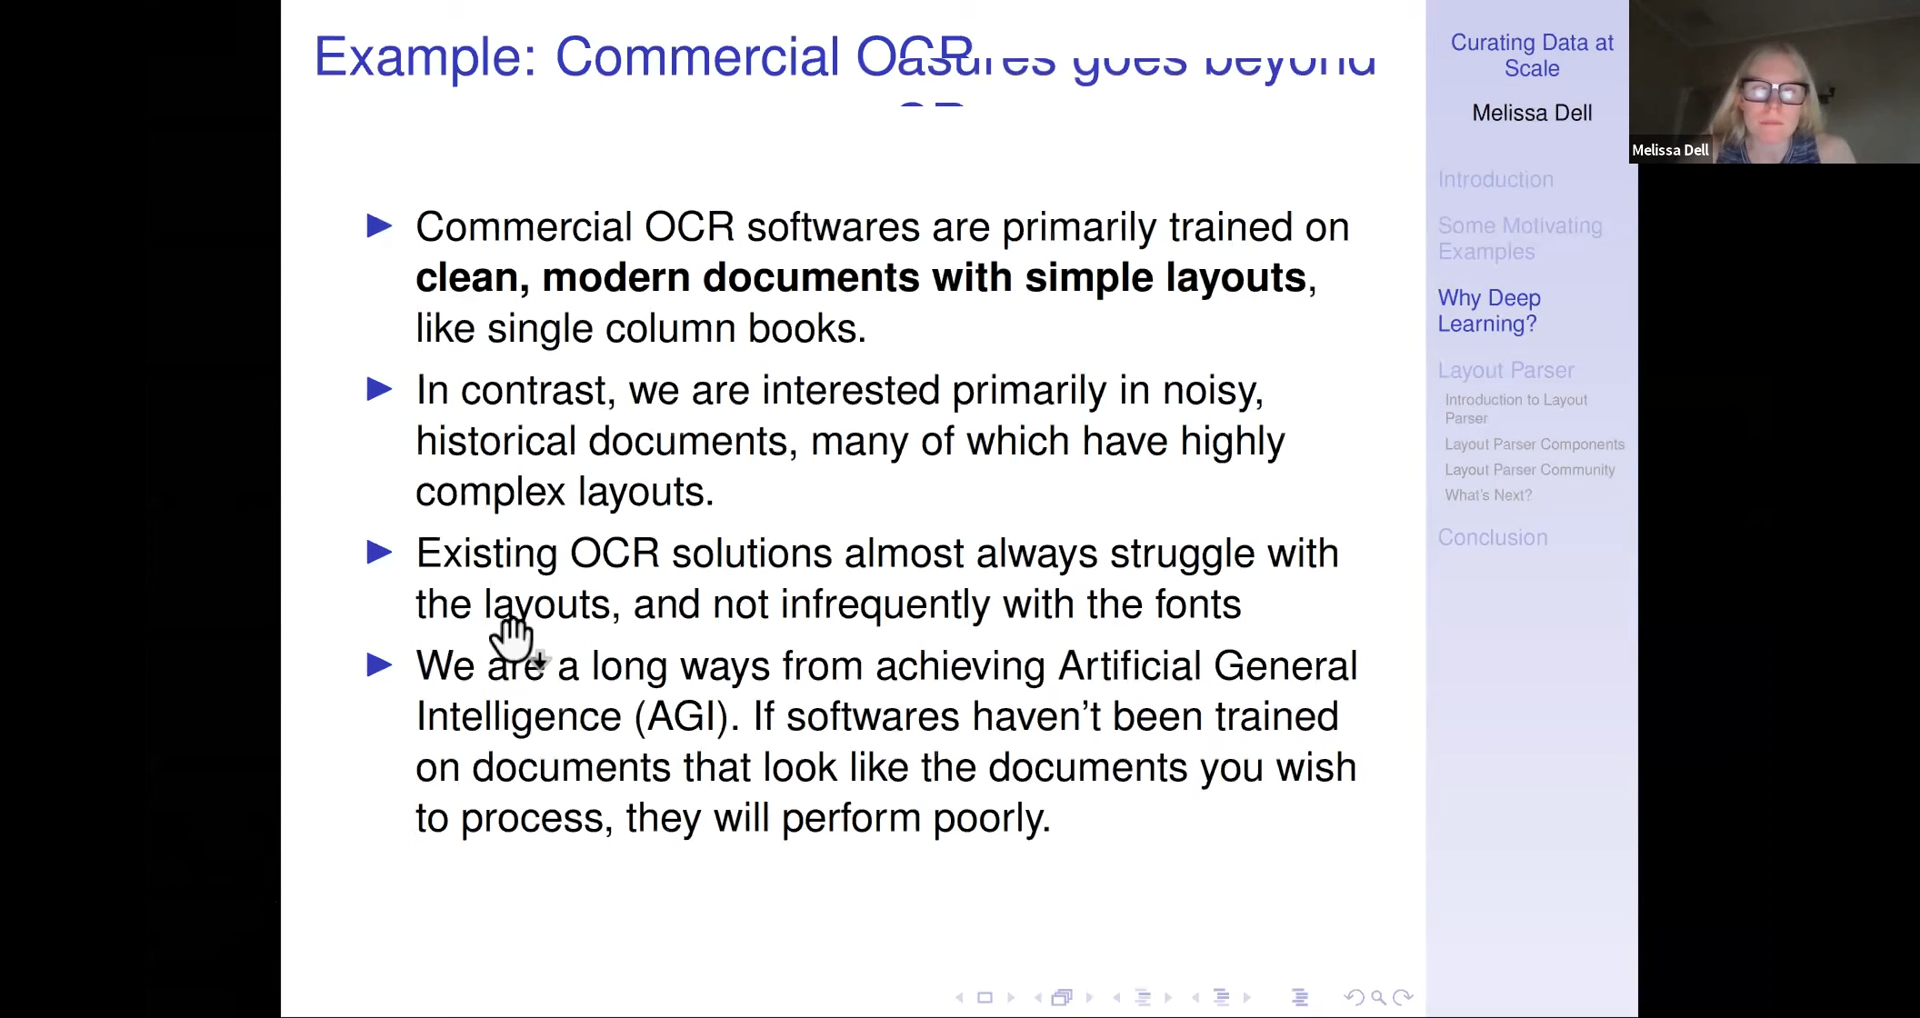 Example: Commercial OCR
goes beyond
Commercial OCR softwares are primarily trained on
clean, modern documents with simple layouts,
like single column books.
In contrast, we are interested primarily in noisy,
historical documents, many of which have highly
complex layouts.
Existing OCR solutions almost always struggle with
the layouts, and not infrequently with the fonts
We are a long ways from achieving Artificial General
Intelligence (AGI). If softwares haven't been trained
on documents that look like the documents you wish
to process, they will perform poorly.
Curating Data at
Scale
Melissa Dell
Introduction
Some Motivating
Examples
Why Deep
Learning?
Layout Parser
Introduction to Layout
Parser
Layout Parser Components
Layout Parser Community
What's Next?
Conclusion
Melissa Dell